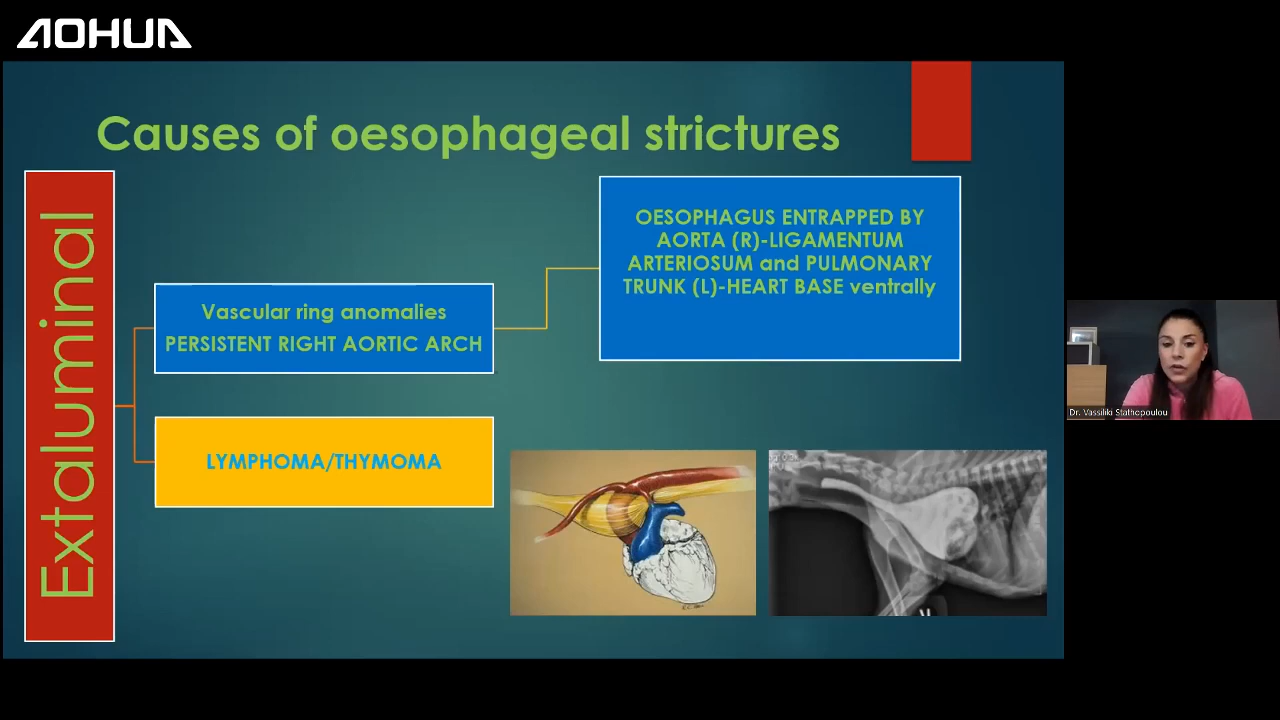 AOHUA
Causes of oesophageal strictures
Extaluminal
Vascular ring anomalies
PERSISTENT RIGHT AORTIC ARCH
OESOPHAGUS ENTRAPPED BY
AORTA (R)-LIGAMENTUM
ARTERIOSUM and PULMONARY
TRUNK (L)-HEART BASE ventrally
LYMPHOMA/THYMOMA
Dr. Vassiliki Stathopoulou